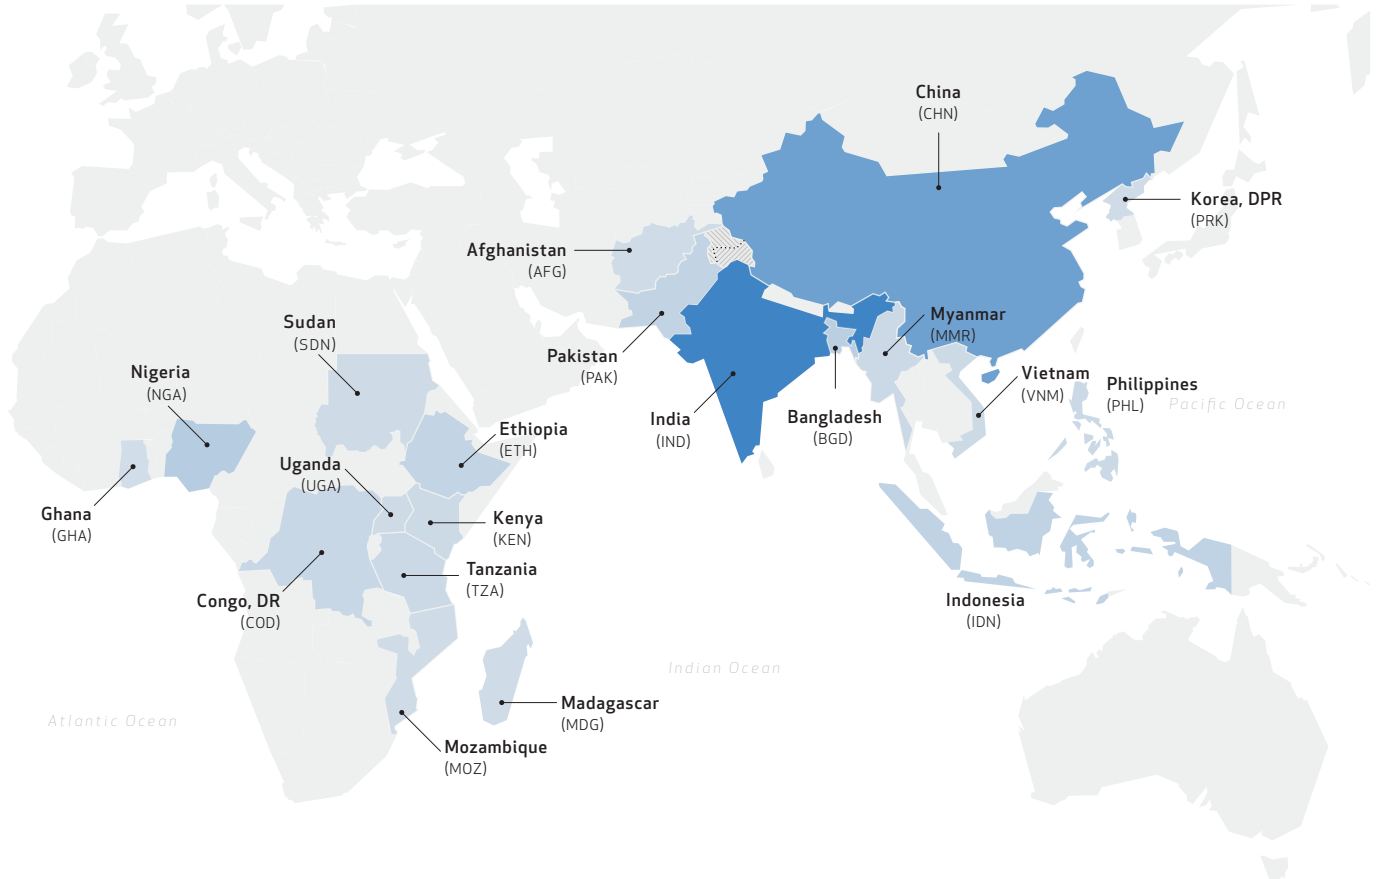 China
(CHN)
Korea, DPR
(PRK)
Afghanistan
(AFG)
Sudan
(SDN)
Myanmar
(MMR)
Pakistan
(PAK)
Nigeria
(NGA)
Vietnam
(VNM)
Philippines
(PHL)
Pacific Ocean
India
(IND)
Bangladesh
(BGD)
Ethiopia
(ETH)
Uganda
(UGA)
Ghana
(GHA)
Kenya
(KEN)
Tanzania
(TZA)
Congo, DR
(COD)
Indonesia
(IDN)
Indian Ocean
Madagascar
(MDG)
Atlantic Ocean
Mozambique
(MOZ)